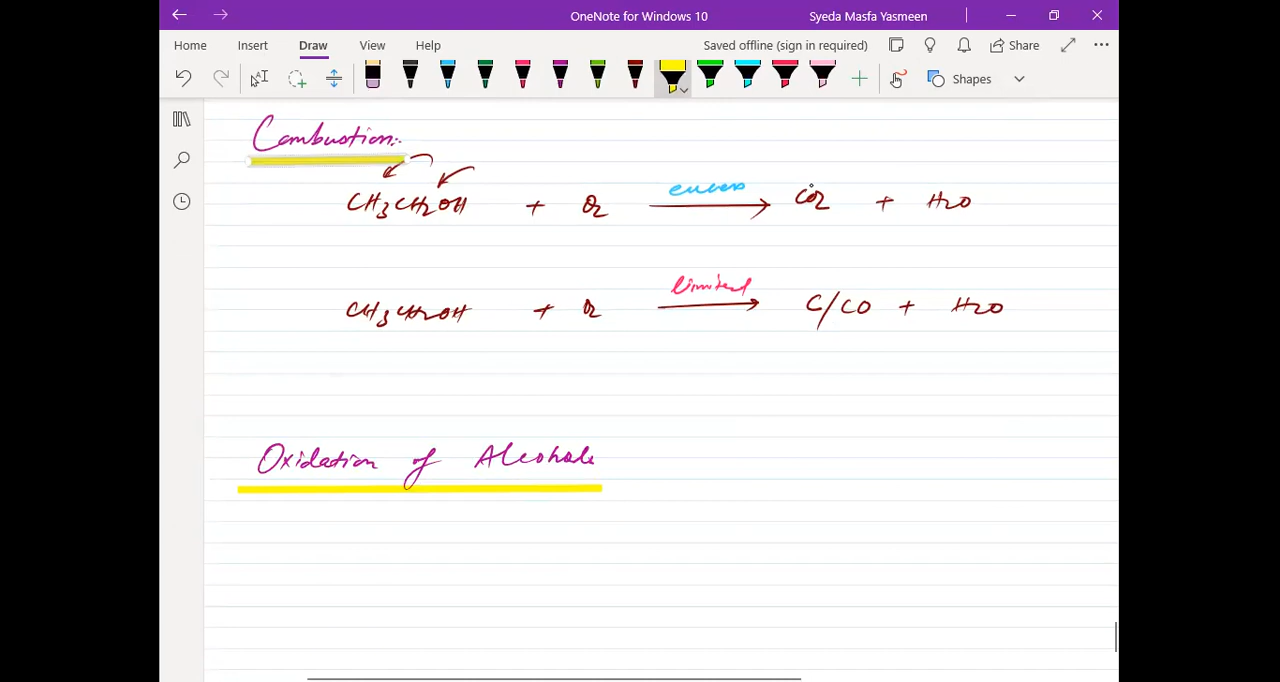 OneNote for Windows 10
Syeda Masfa Yasmeen
Home Insert Draw View Help
Saved offline (sign in required)
Share
Shapes
Combustion:
CH3CH2OH + O2 excess → CO2 + H2O
CH3CH2OH + O2 limited → C/CO + H2O
Oxidation of Alcohols